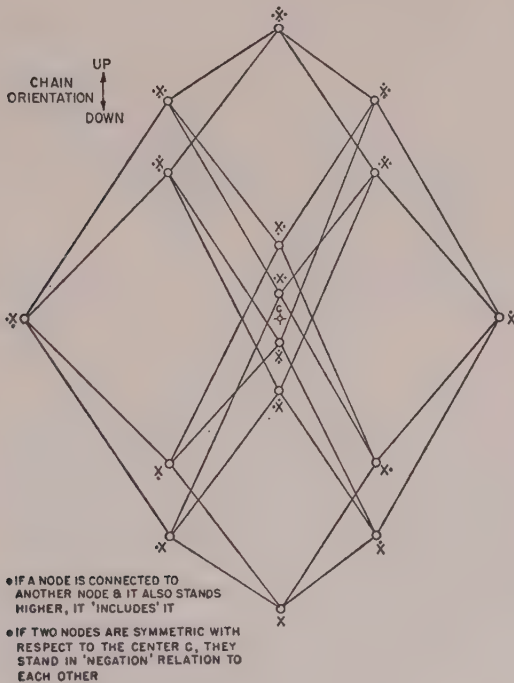 UP
CHAIN
ORIENTATION
DOWN
C
X·
·X
X
• IF A NODE IS CONNECTED TO
ANOTHER NODE & IT ALSO STANDS
HIGHER, IT 'INCLUDES' IT
• IF TWO NODES ARE SYMMETRIC WITH
RESPECT TO THE CENTER C, THEY
STAND IN 'NEGATION' RELATION TO
EACH OTHER